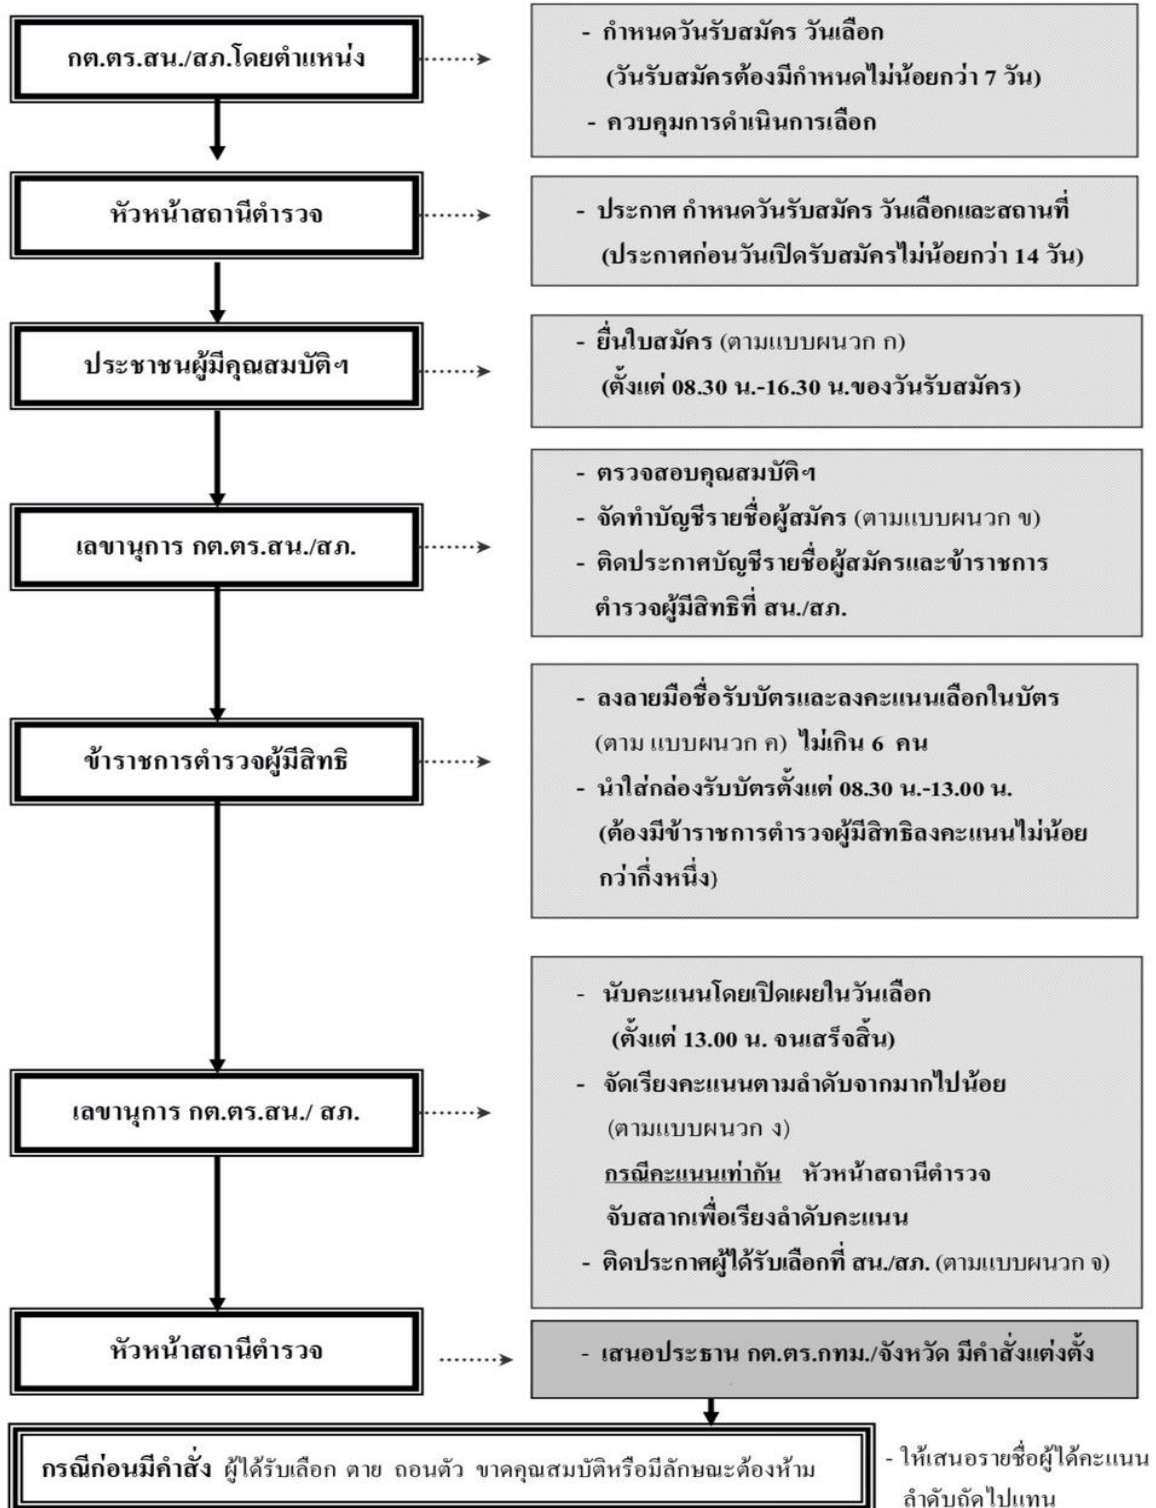 กต.ตร.สน./สภ.โดยตำแหน่ง
- กำหนดวันรับสมัคร วันเลือก
(วันรับสมัครต้องมีกำหนดไม่น้อยกว่า 7 วัน)
- ควบคุมการดำเนินการเลือก
หัวหน้าสถานีตำรวจ
- ประกาศ กำหนดวันรับสมัคร วันเลือกและสถานที่
(ประกาศก่อนวันเปิดรับสมัครไม่น้อยกว่า 14 วัน)
ประชาชนผู้มีคุณสมบัติฯ
- ยื่นใบสมัคร (ตามแบบผนวก ก)
(ตั้งแต่ 08.30 น.-16.30 น.ของวันรับสมัคร)
เลขานุการ กต.ตร.สน./สภ.
- ตรวจสอบคุณสมบัติฯ
- จัดทำบัญชีรายชื่อผู้สมัคร (ตามแบบผนวก ข)
- ติดประกาศบัญชีรายชื่อผู้สมัครและข้าราชการ
ตำรวจผู้มีสิทธิที่ สน./สภ.
ข้าราชการตำรวจผู้มีสิทธิ
- ลงลายมือชื่อรับบัตรและลงคะแนนเลือกในบัตร
(ตาม แบบผนวก ค) ไม่เกิน 6 คน
- นำใส่กล่องรับบัตรตั้งแต่ 08.30 น.-13.00 น.
(ต้องมีข้าราชการตำรวจผู้มีสิทธิลงคะแนนไม่น้อย
กว่ากึ่งหนึ่ง)
เลขานุการ กต.ตร.สน./ สภ.
- นับคะแนนโดยเปิดเผยในวันเลือก
(ตั้งแต่ 13.00 น. จนเสร็จสิ้น)
- จัดเรียงคะแนนตามลำดับจากมากไปน้อย
(ตามแบบผนวก ง)
กรณีคะแนนเท่ากัน หัวหน้าสถานีตำรวจ
จับสลากเพื่อเรียงลำดับคะแนน
- ติดประกาศผู้ได้รับเลือกที่ สน./สภ. (ตามแบบผนวก จ)
หัวหน้าสถานีตำรวจ
- เสนอประธาน กต.ตร.กทม./จังหวัด มีคำสั่งแต่งตั้ง
กรณีก่อนมีคำสั่ง ผู้ได้รับเลือก ตาย ถอนตัว ขาดคุณสมบัติหรือมีลักษณะต้องห้าม
- ให้เสนอรายชื่อผู้ได้คะแนน
ลำดับถัดไปแทน